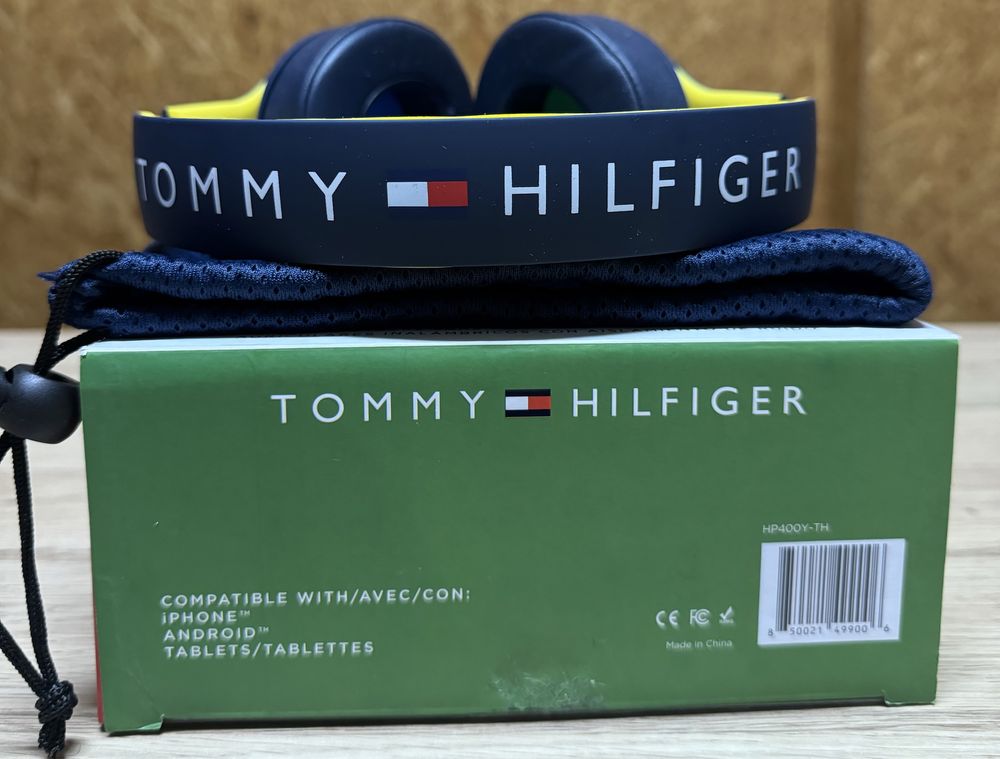 TOMMY HILFIGER
TOMMY HILFIGER
HP400Y-TH
COMPATIBLE WITH/AVEC/CON:
iPHONE™
ANDROID™
TABLETS/TABLETTES
CE FC
Made in China
8 50021 49900 6